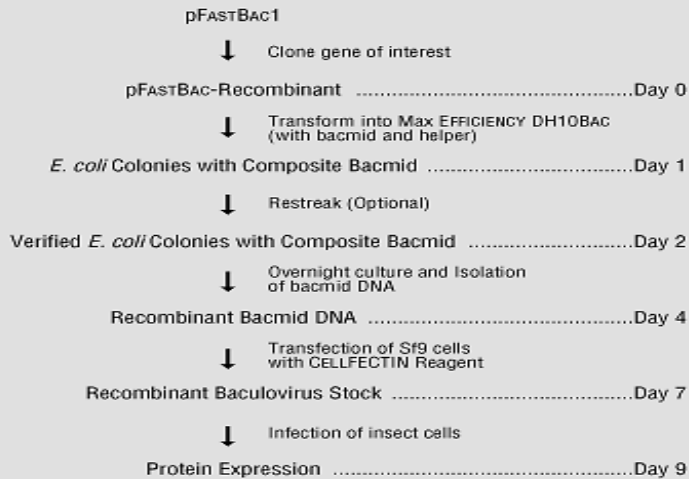 pFASTBAC1
Clone gene of interest
pFASTBAC-Recombinant ................................................Day 0
Transform into MAX EFFICIENCY DH10BAC
(with bacmid and helper)
E. coli Colonies with Composite Bacmid ...................................Day 1
Restreak (Optional)
Verified E. coli Colonies with Composite Bacmid ............................Day 2
Overnight culture and Isolation
of bacmid DNA
Recombinant Bacmid DNA .............................................Day 4
Transfection of Sf9 cells
with CELLFECTIN Reagent
Recombinant Baculovirus Stock .........................................Day 7
Infection of insect cells
Protein Expression ...................................................Day 9